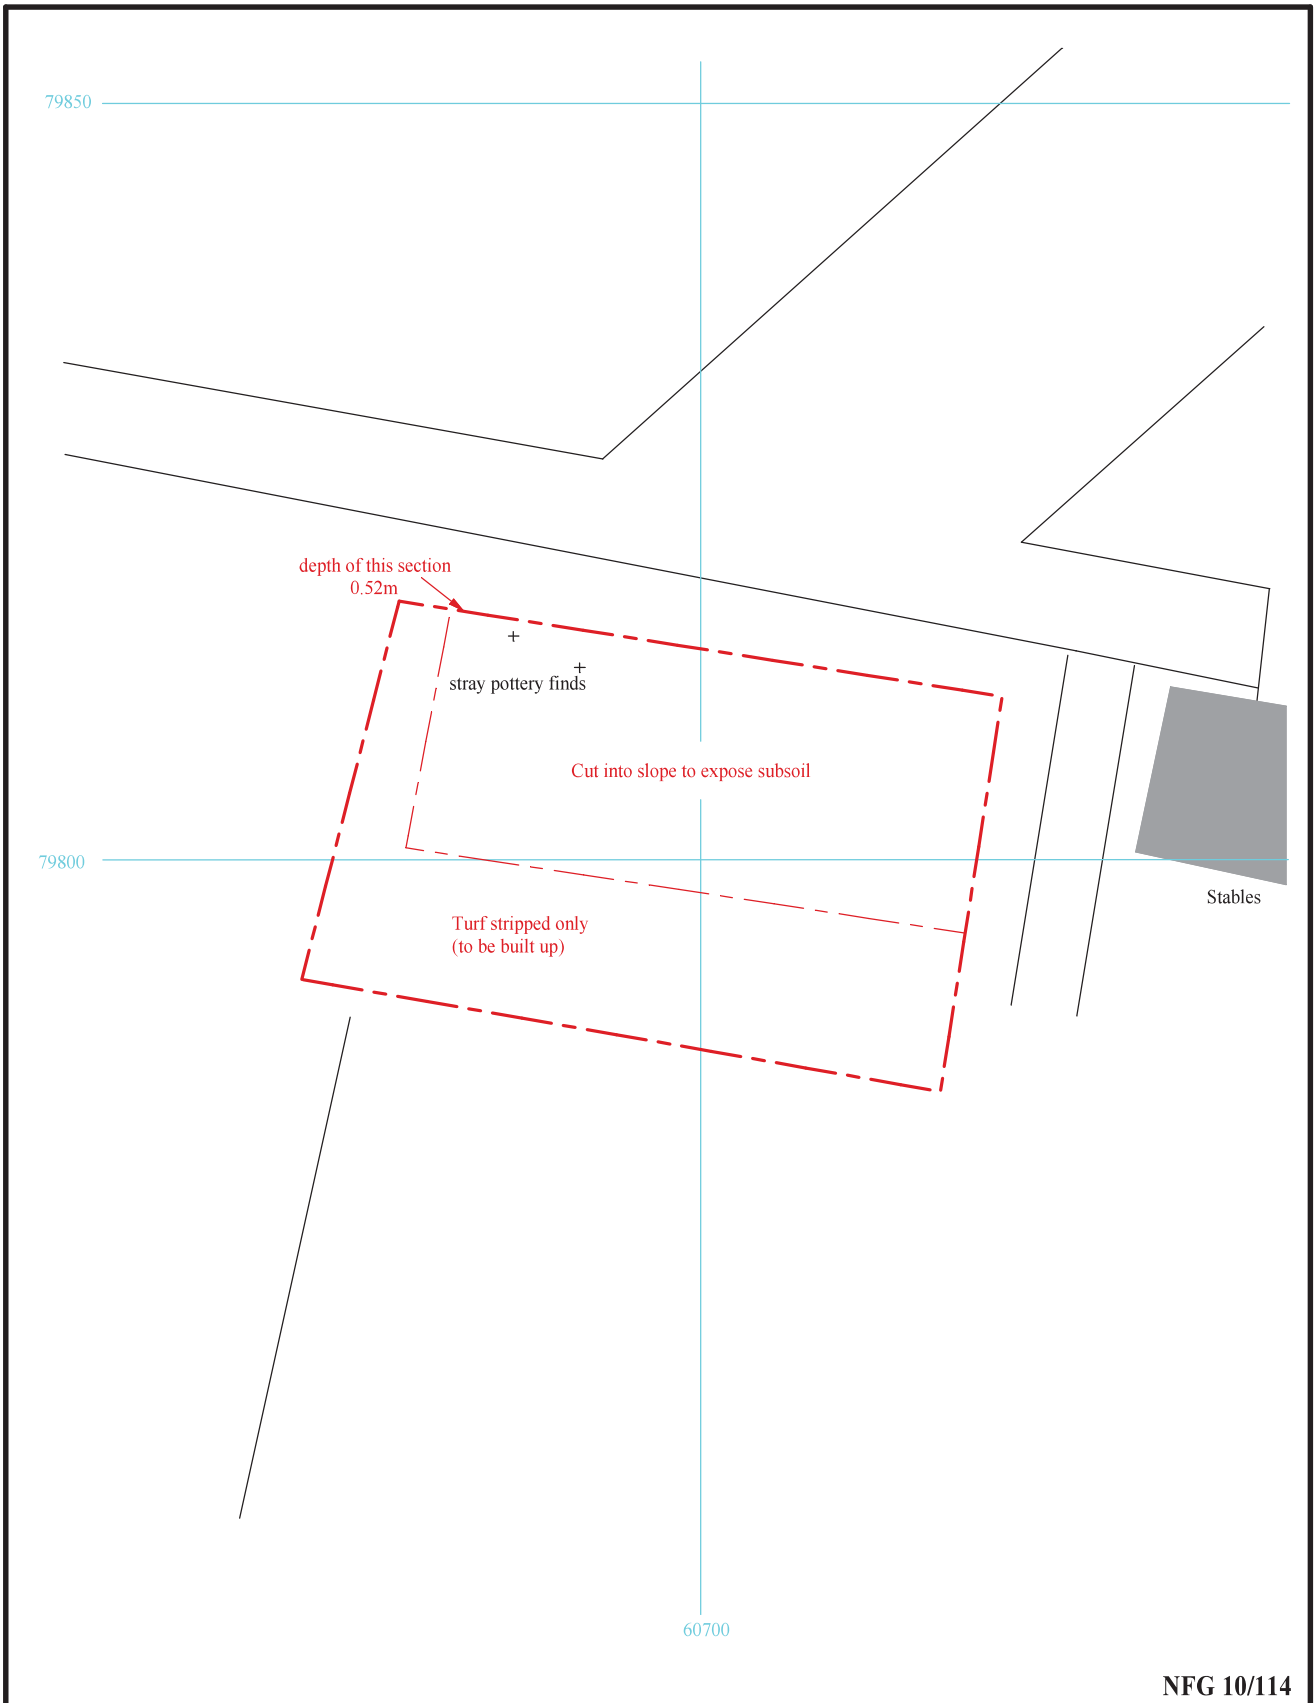 79850
depth of this section
0.52m
stray pottery finds
Cut into slope to expose subsoil
79800
Stables
Turf stripped only
(to be built up)
60700
NFG 10/114